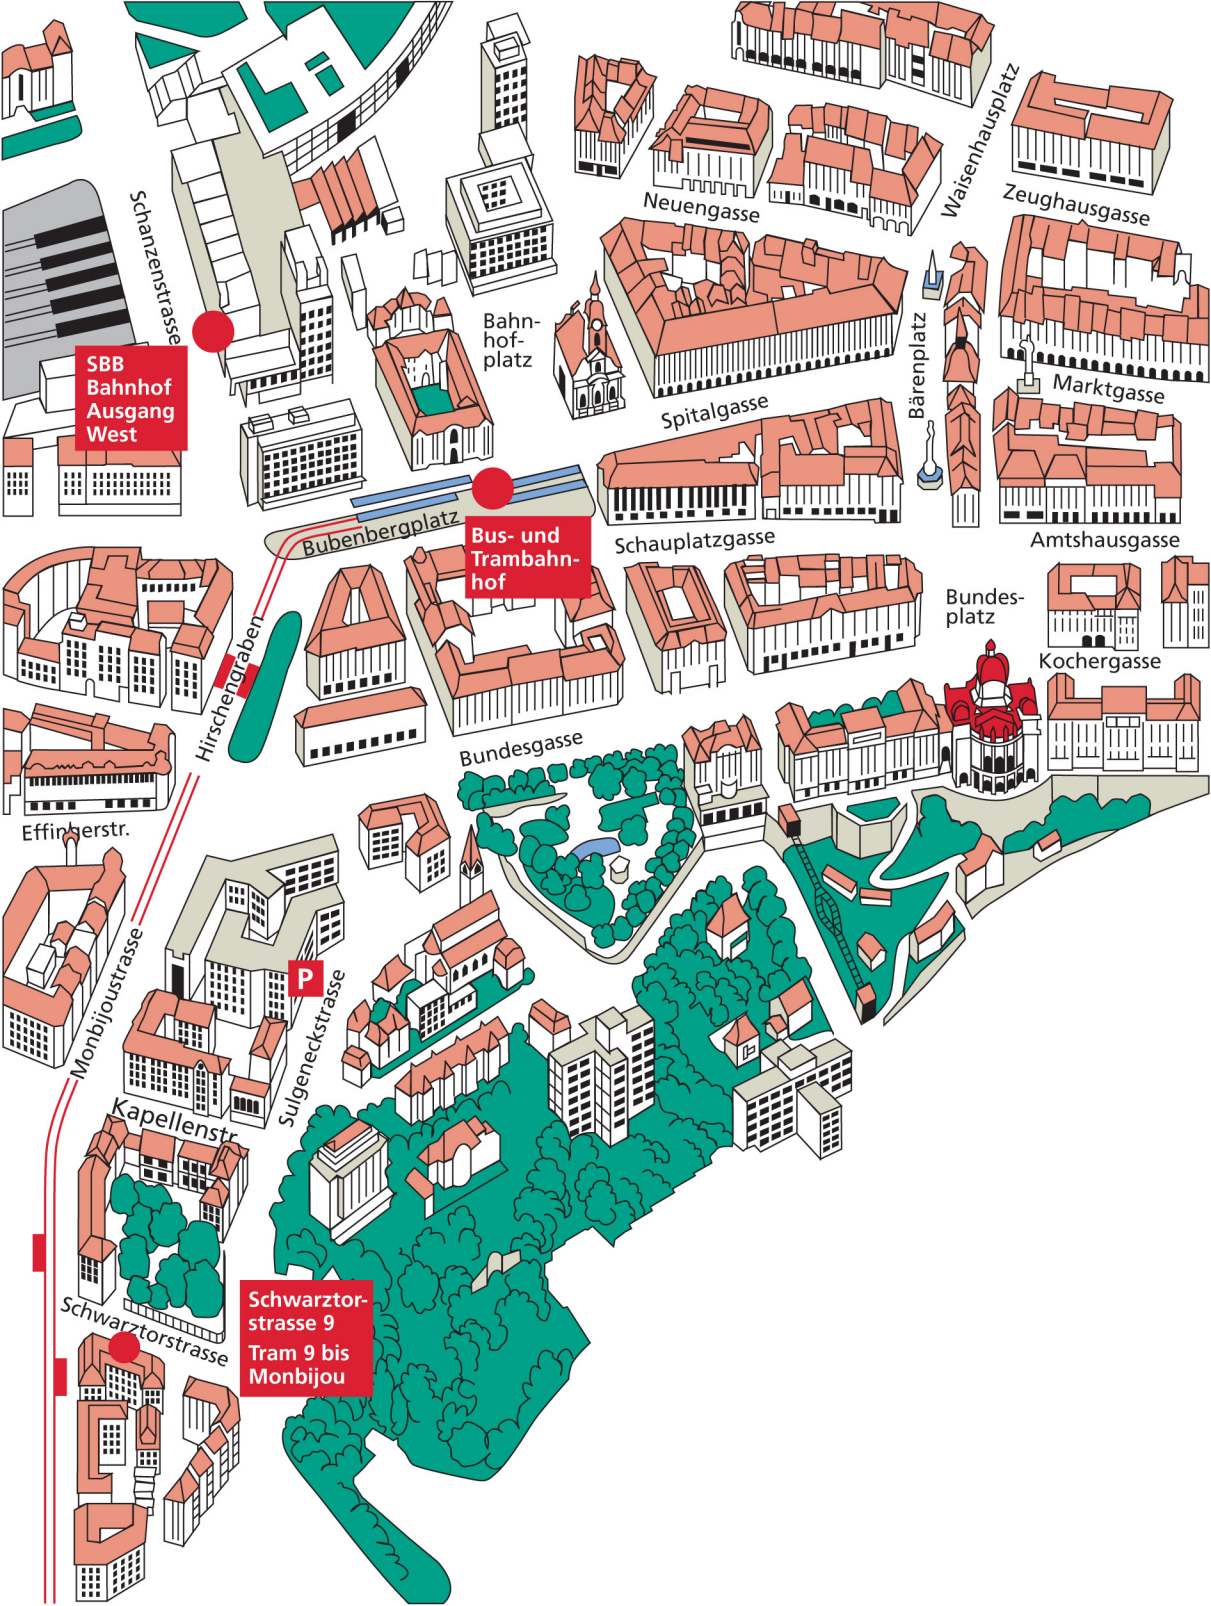 Waisenhausplatz
Zeughausgasse
Neuengasse
Schanzenstrasse
Bahn-
hof-
platz
SBB
Bahnhof
Ausgang
West
Bärenplatz
Marktgasse
Spitalgasse
Bubenbergplatz
Bus- und
Trambahn-
hof
Schauplatzgasse
Amtshausgasse
Bundes-
platz
Kochergasse
Hirschengraben
Bundesgasse
Effingerstr.
Monbijoustrasse
P
Sulgeneckstrasse
Kapellenstr.
Schwarztorstrasse
Schwarztor-
strasse 9
Tram 9 bis
Monbijou